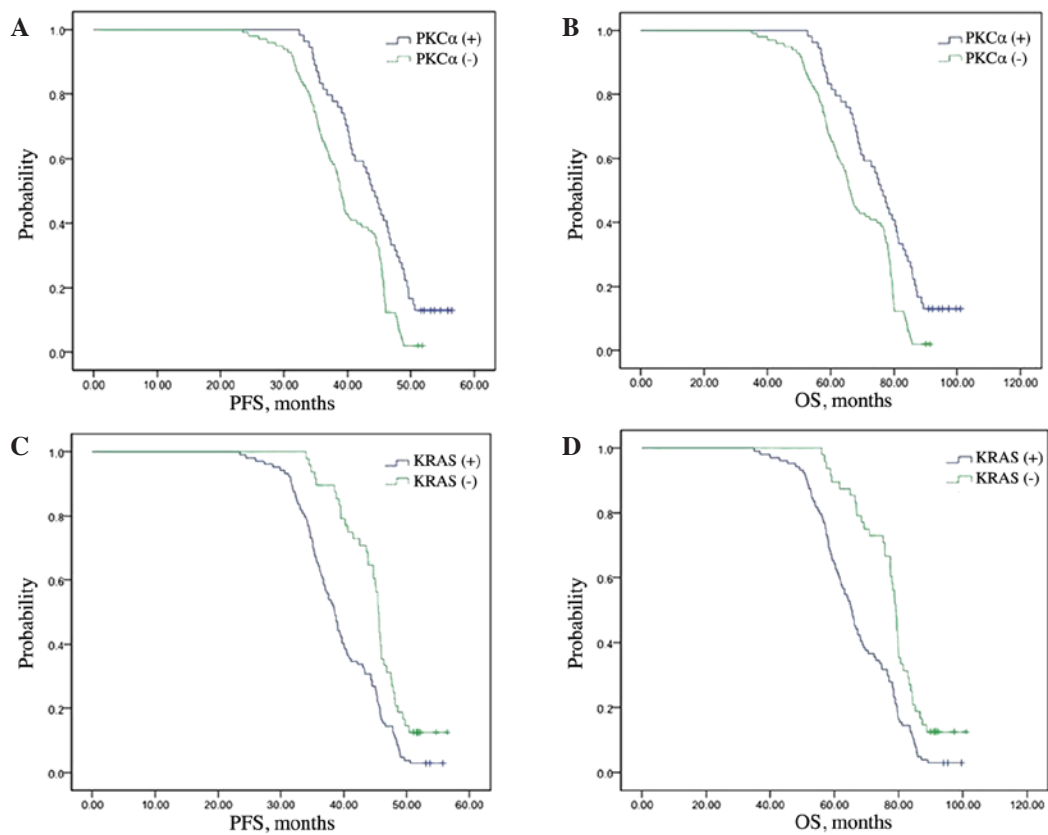 A
PKCα (+)
PKCα (-)
Probability
1.0
0.8
0.6
0.4
0.2
0.0
0.00 10.00 20.00 30.00 40.00 50.00 60.00
PFS, months
B
PKCα (+)
PKCα (-)
Probability
1.0
0.8
0.6
0.4
0.2
0.0
0.00 20.00 40.00 60.00 80.00 100.00 120.00
OS, months
C
KRAS (+)
KRAS (-)
Probability
1.0
0.8
0.6
0.4
0.2
0.0
0.00 10.00 20.00 30.00 40.00 50.00 60.00
PFS, months
D
KRAS (+)
KRAS (-)
Probability
1.0
0.8
0.6
0.4
0.2
0.0
0.00 20.00 40.00 60.00 80.00 100.00 120.00
OS, months